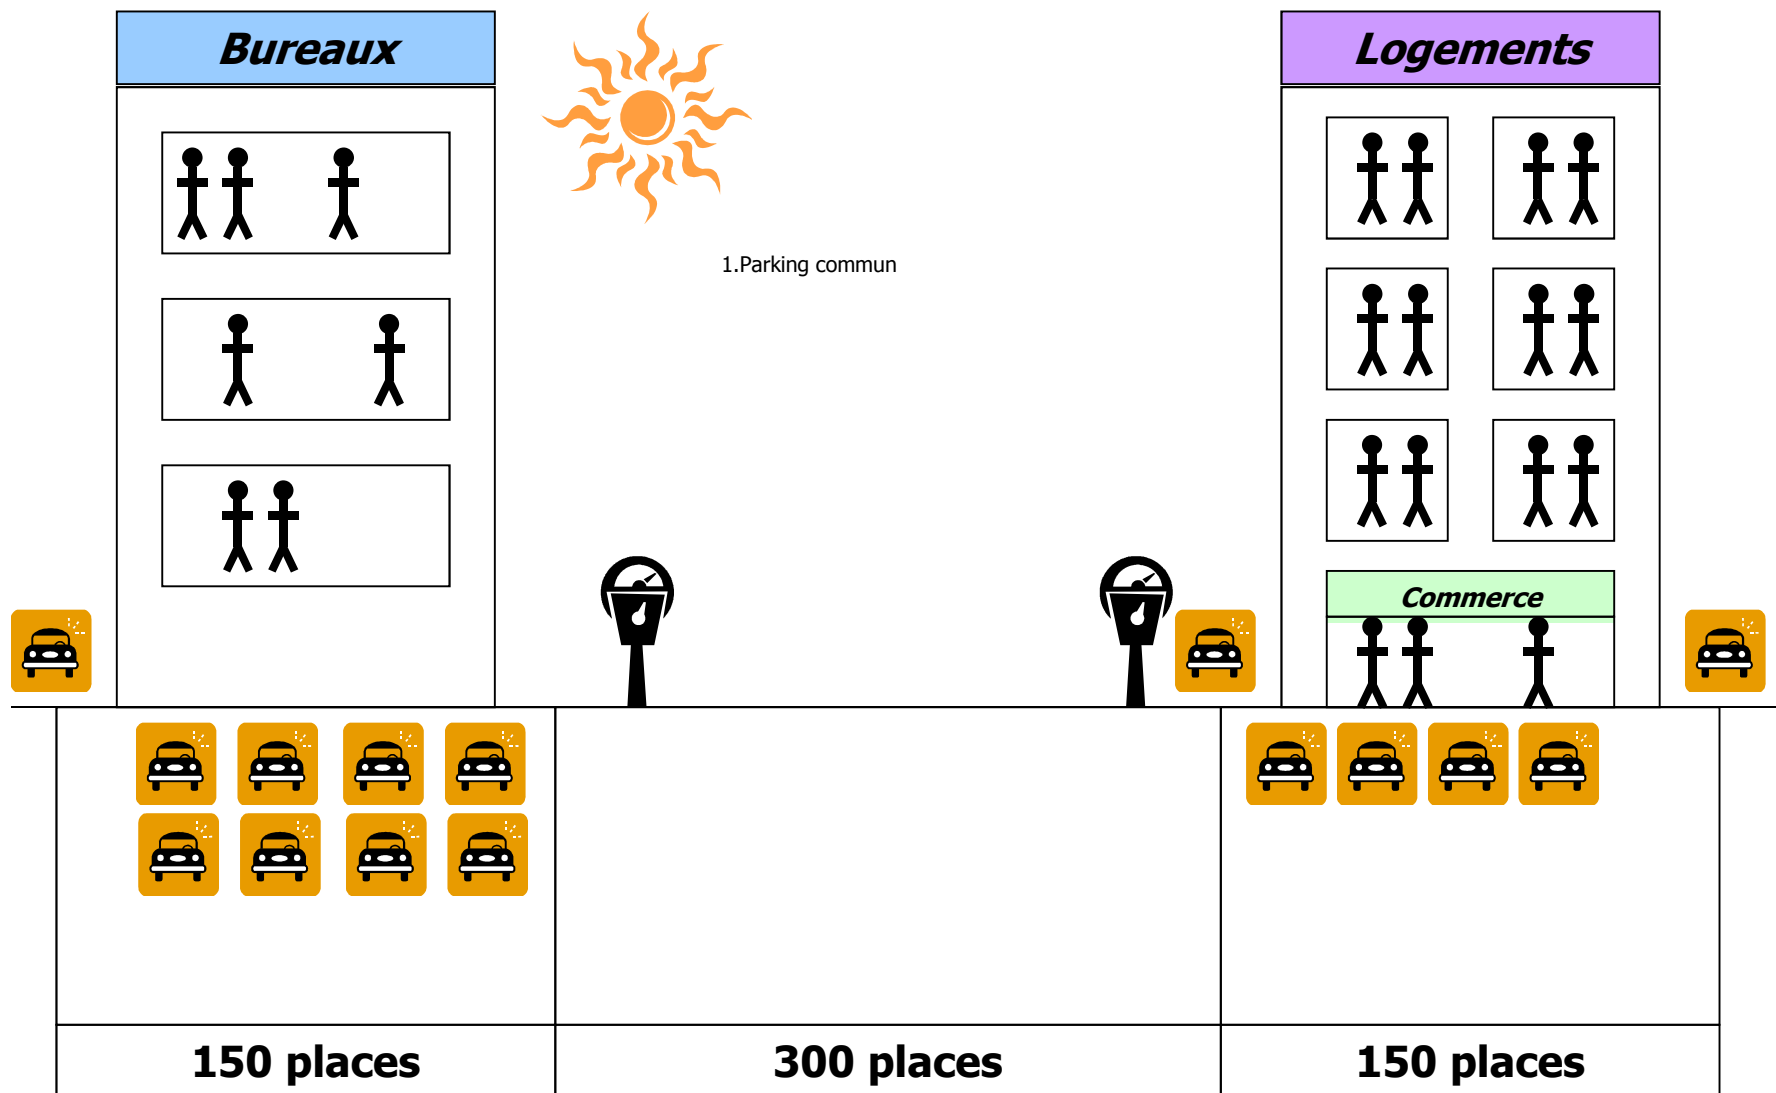 Bureaux
Logements
1.Parking commun
Commerce
150 places
300 places
150 places